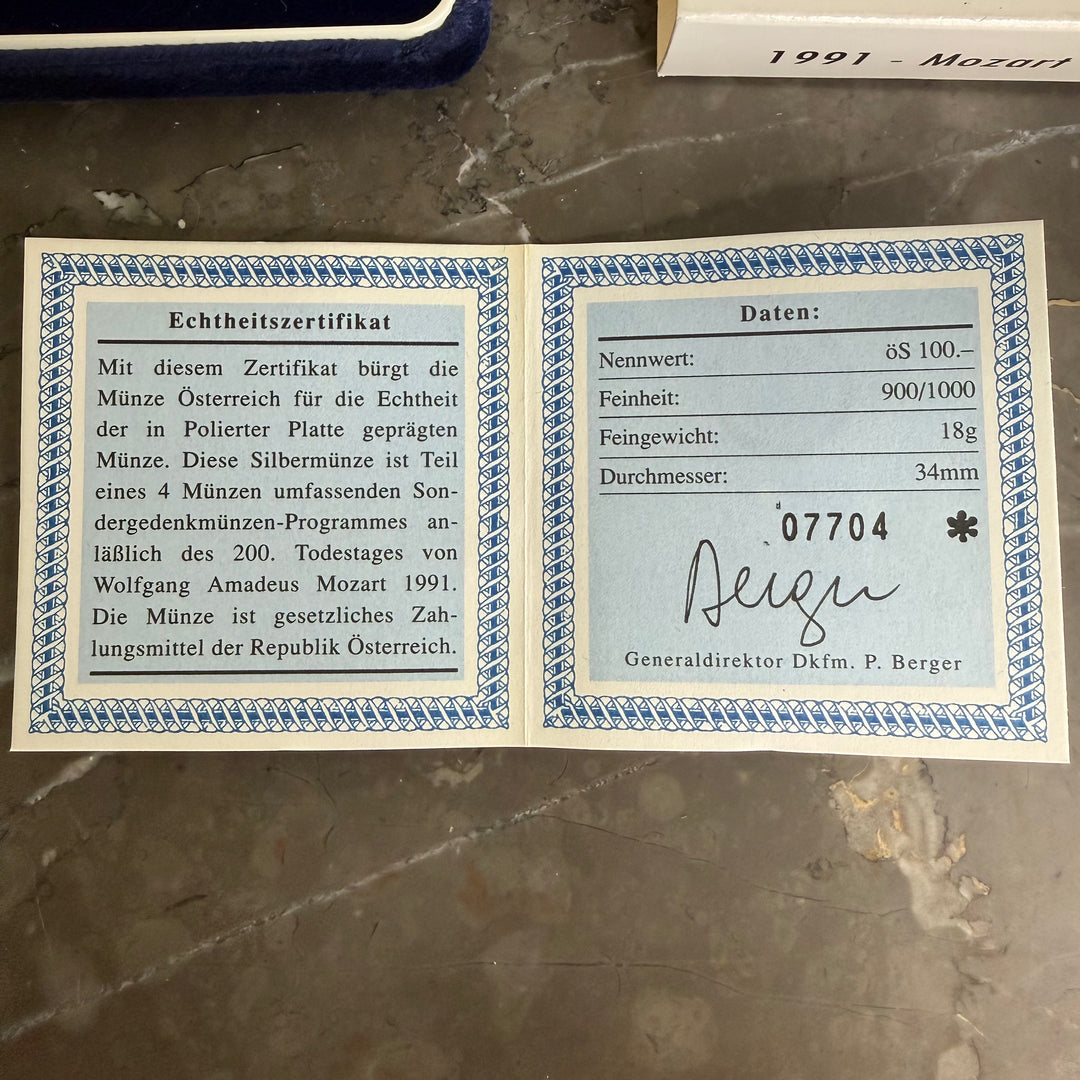 1991 - Mozart
Echtheitszertifikat
Mit diesem Zertifikat bürgt die
Münze Österreich für die Echtheit
der in Polierter Platte geprägten
Münze. Diese Silbermünze ist Teil
eines 4 Münzen umfassenden Son-
dergedenkmünzen-Programmes an-
läßlich des 200. Todestages von
Wolfgang Amadeus Mozart 1991.
Die Münze ist gesetzliches Zah-
lungsmittel der Republik Österreich.
Daten:
Nennwert: öS 100.–
Feinheit: 900/1000
Feingewicht: 18g
Durchmesser: 34mm
07704 *
Berger
Generaldirektor Dkfm. P. Berger